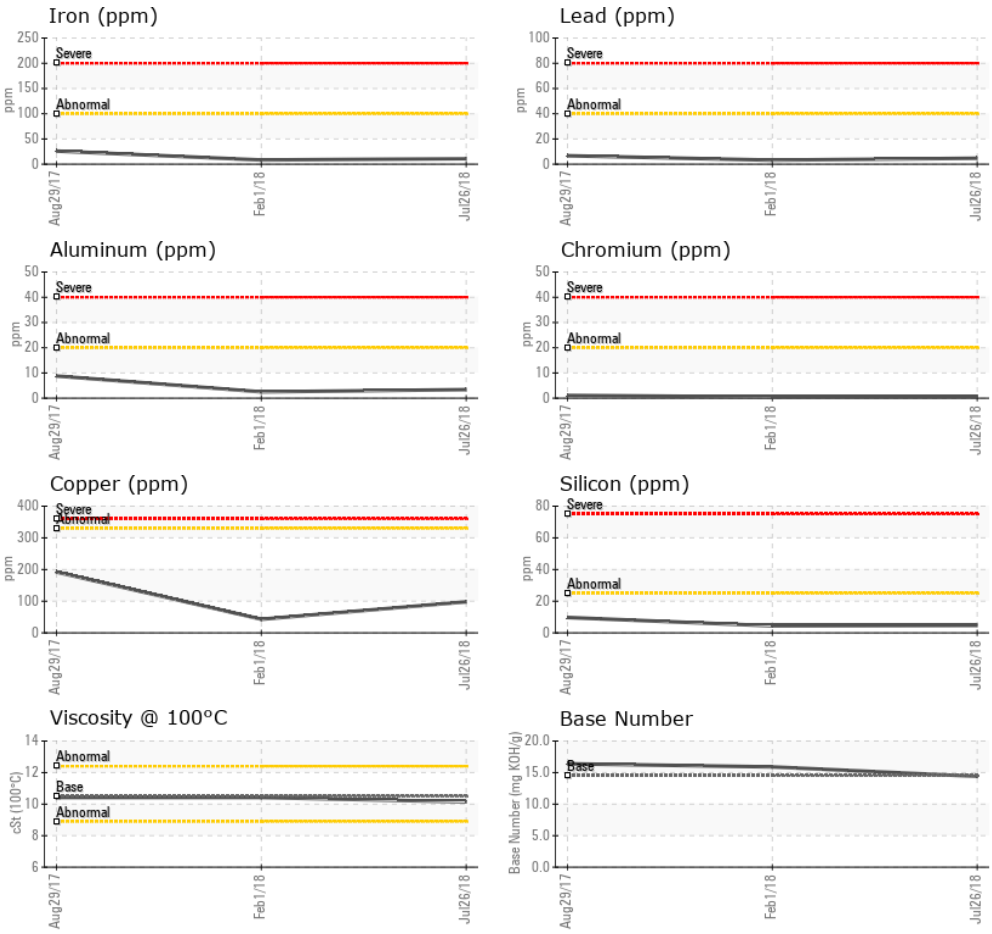 Iron (ppm)
250
200
150
100
50
0
ppm
Severe
Abnormal
Aug29/17
Feb1/18
Jul26/18
Lead (ppm)
100
80
60
40
20
0
ppm
Severe
Abnormal
Aug29/17
Feb1/18
Jul26/18
Aluminum (ppm)
50
40
30
20
10
0
ppm
Severe
Abnormal
Aug29/17
Feb1/18
Jul26/18
Chromium (ppm)
50
40
30
20
10
0
ppm
Severe
Abnormal
Aug29/17
Feb1/18
Jul26/18
Copper (ppm)
400
300
200
100
0
ppm
Severe
Abnormal
Aug29/17
Feb1/18
Jul26/18
Silicon (ppm)
80
60
40
20
0
ppm
Severe
Abnormal
Aug29/17
Feb1/18
Jul26/18
Viscosity @ 100°C
14
12
10
8
6
cSt (100°C)
Abnormal
Base
Abnormal
Aug29/17
Feb1/18
Jul26/18
Base Number
20.0
15.0
10.0
5.0
0.0
Base Number (mg KOH/g)
Base
Aug29/17
Feb1/18
Jul26/18